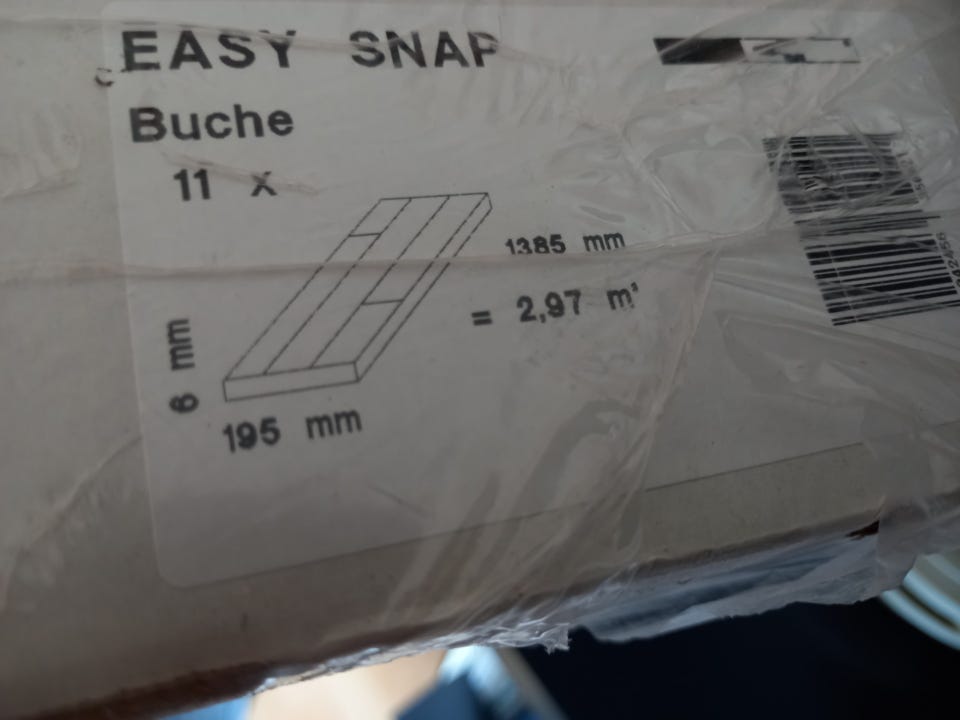 EASY SNAP
Buche
11 x
1385 mm
= 2,97 m²
6 mm
195 mm